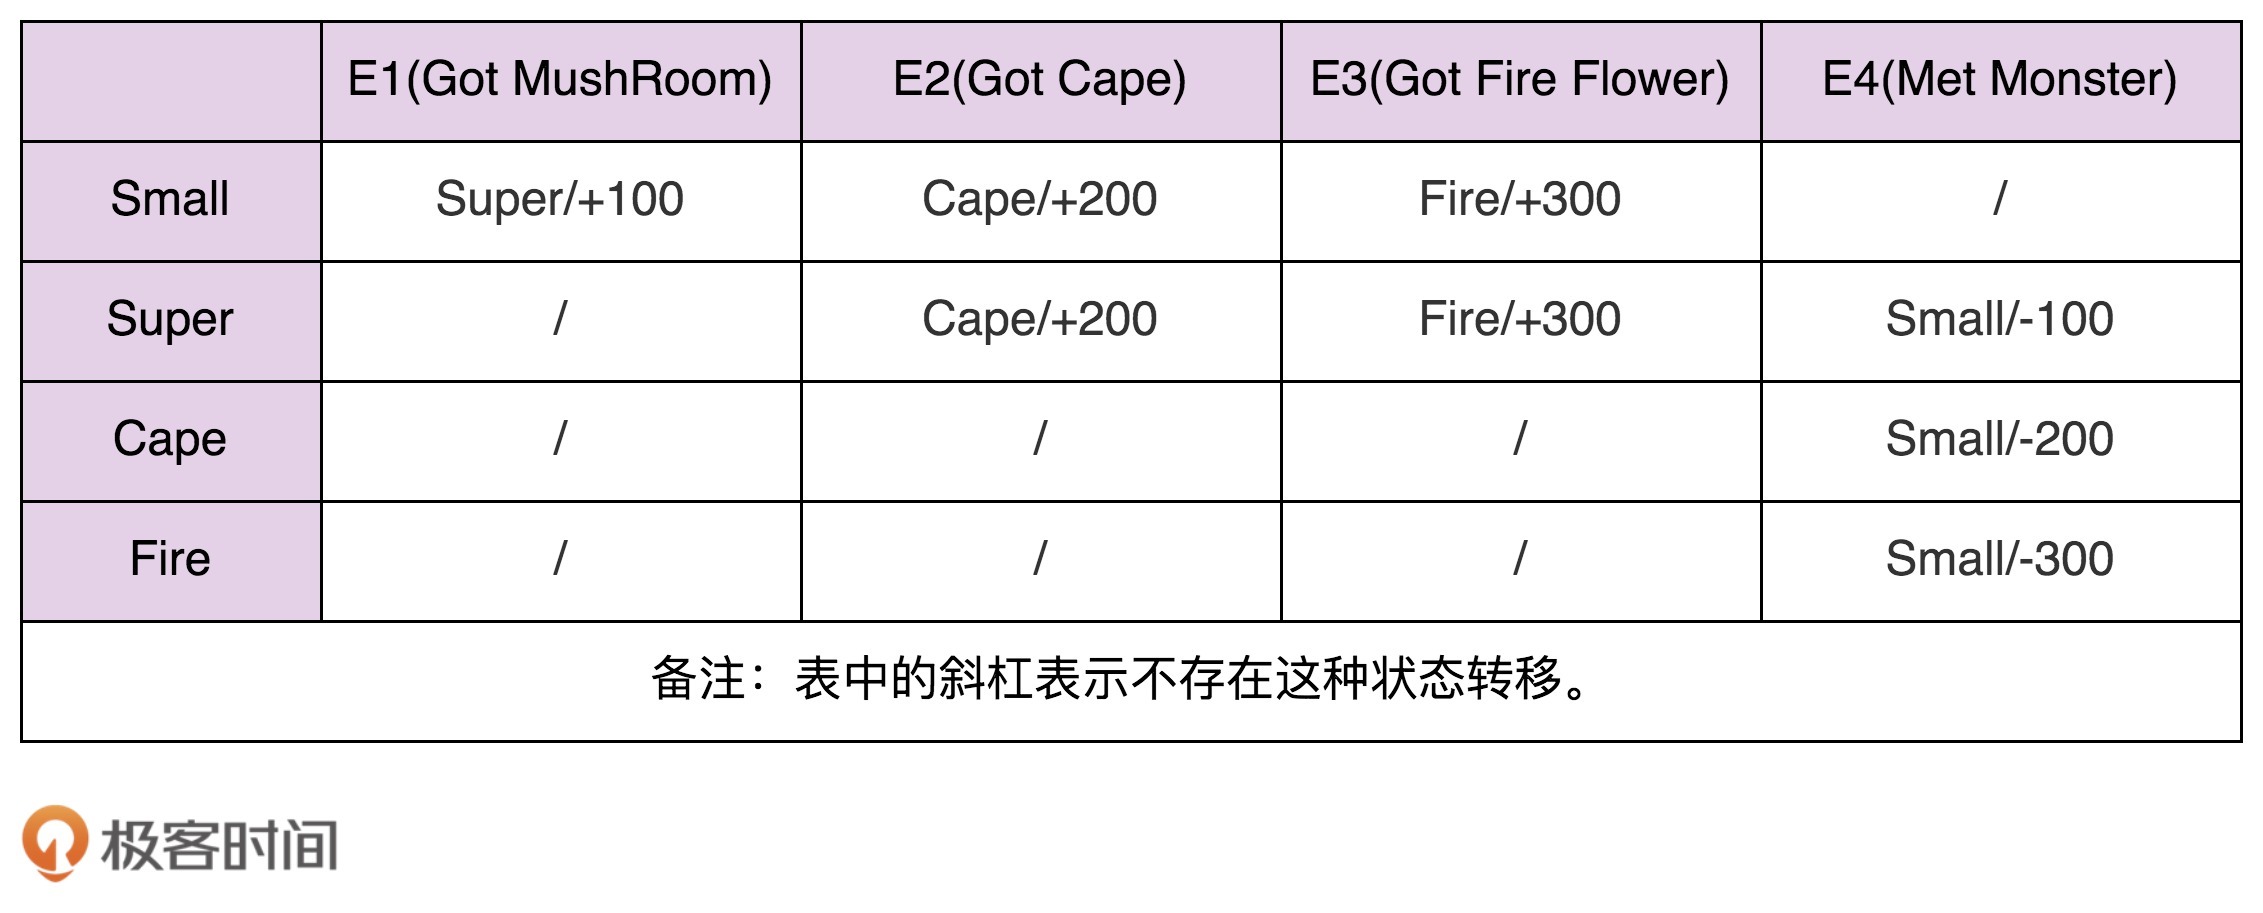 E1(Got MushRoom) E2(Got Cape) E3(Got Fire Flower) E4(Met Monster)
Small Super/+100 Cape/+200 Fire/+300 /
Super / Cape/+200 Fire/+300 Small/-100
Cape / / / Small/-200
Fire / / / Small/-300
备注：表中的斜杠表示不存在这种状态转移。
极客时间